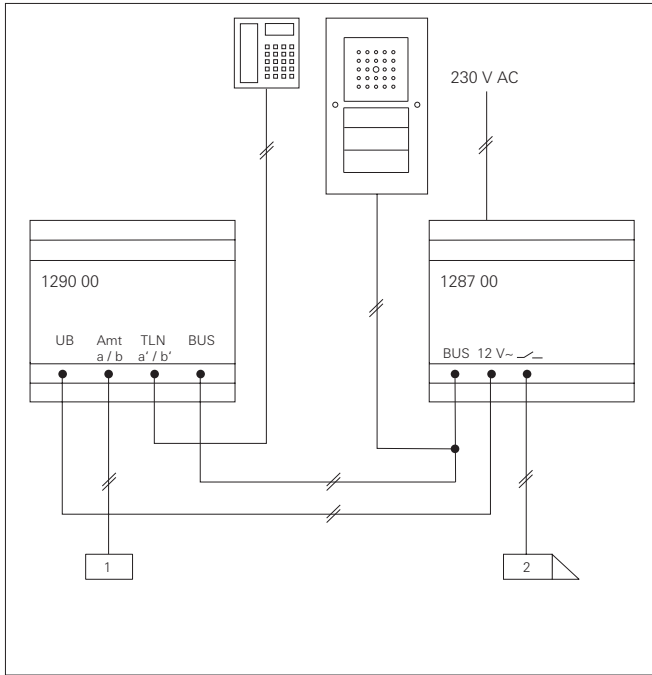 230 V AC
1290 00
UB Amt TLN BUS
a / b a‘ / b‘
1287 00
BUS 12 V~
1
2